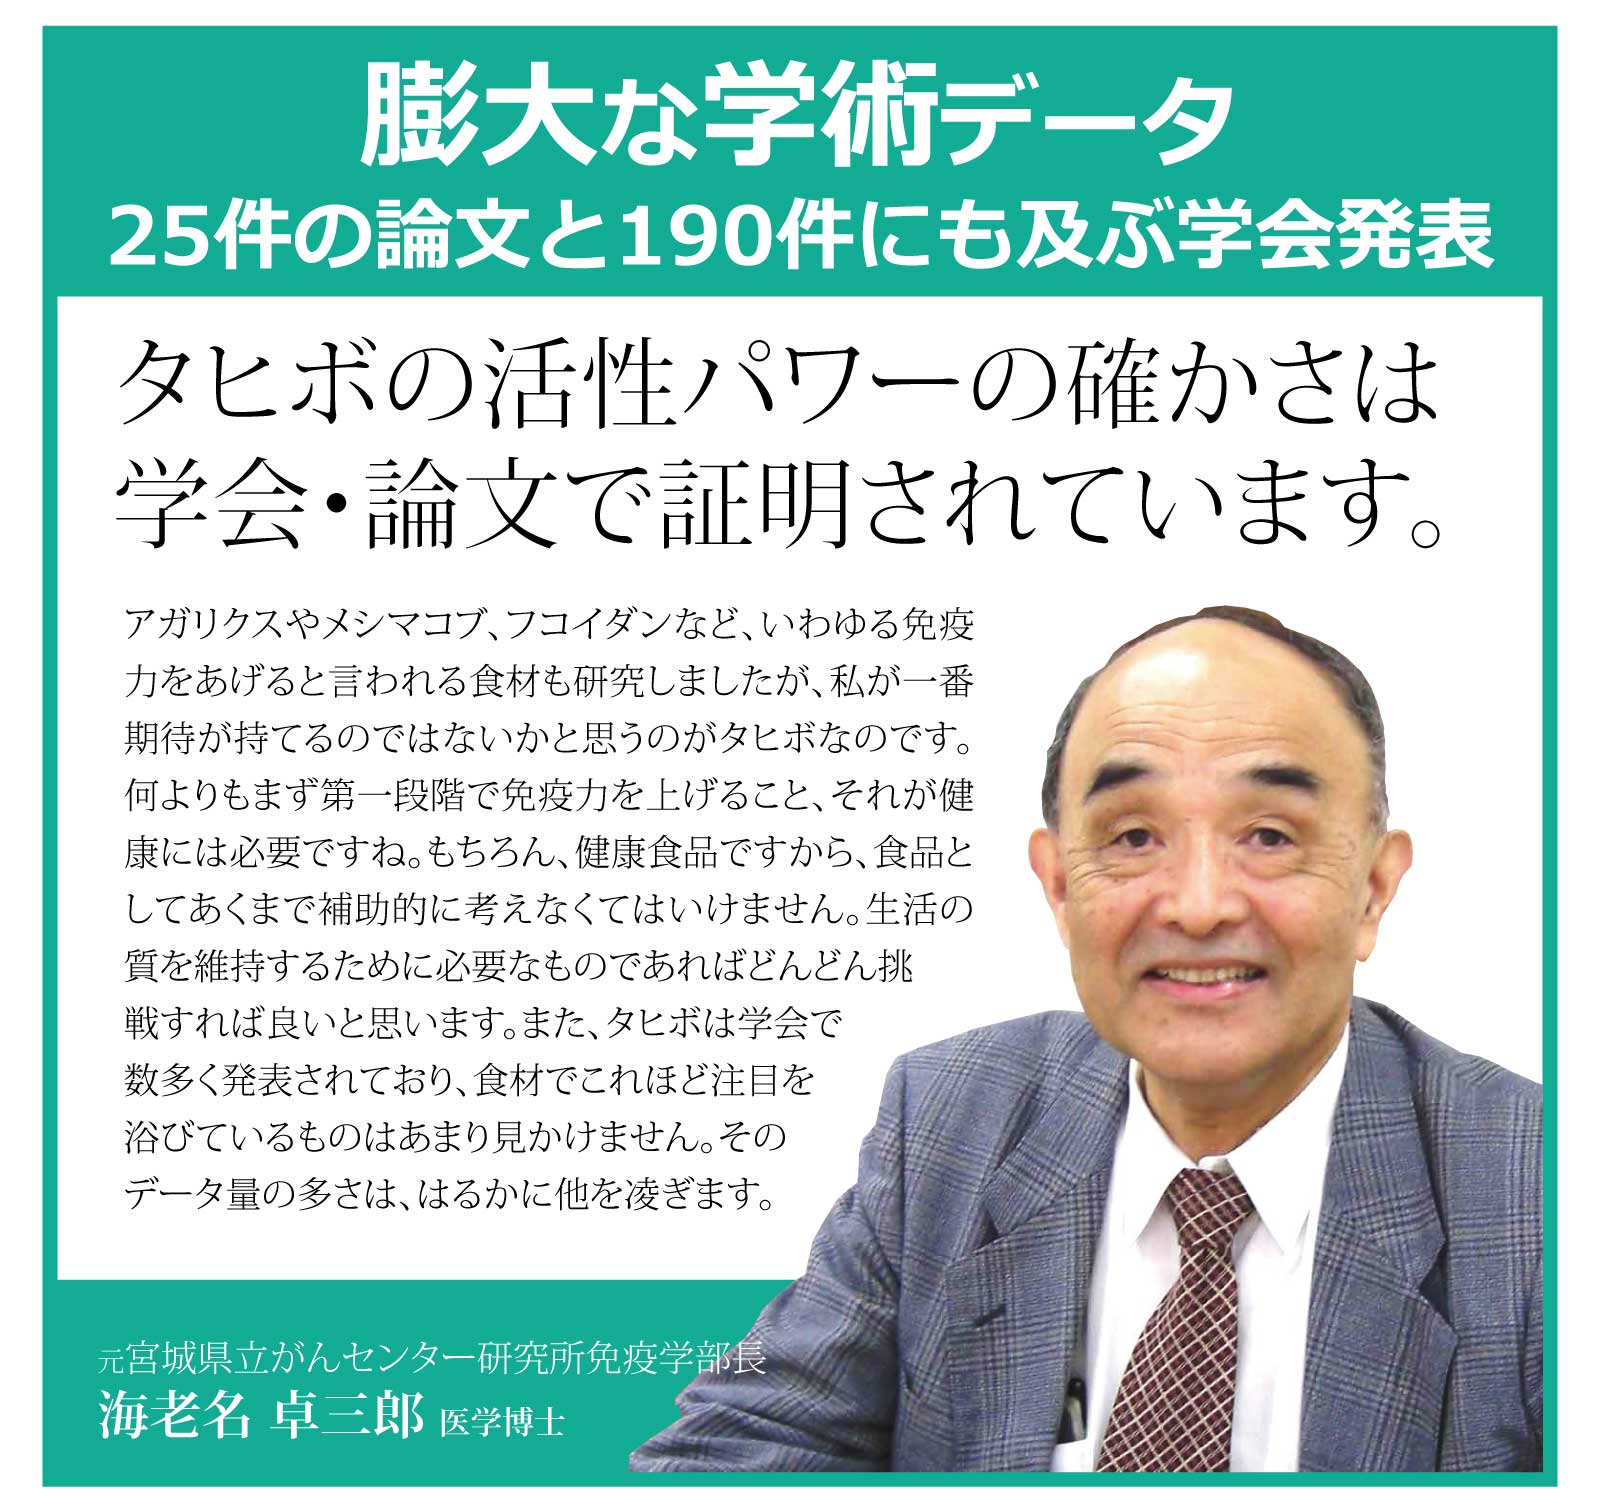 膨大な学術データ
25件の論文と190件にも及ぶ学会発表
タヒボの活性パワーの確かさは
学会・論文で証明されています。
アガリクスやメシマコブ、フコイダンなど、いわゆる免疫
力をあげると言われる食材も研究しましたが、私が一番
期待が持てるのではないかと思うのがタヒボなのです。
何よりもまず第一段階で免疫力を上げること、それが健
康には必要ですね。もちろん、健康食品ですから、食品と
してあくまで補助的に考えなくてはいけません。生活の
質を維持するために必要なものであればどんどん挑
戦すれば良いと思います。また、タヒボは学会で
数多く発表されており、食材でこれほど注目を
浴びているものはあまり見かけません。その
データ量の多さは、はるかに他を凌ぎます。
元宮城県立がんセンター研究所免疫学部長
海老名 卓三郎 医学博士